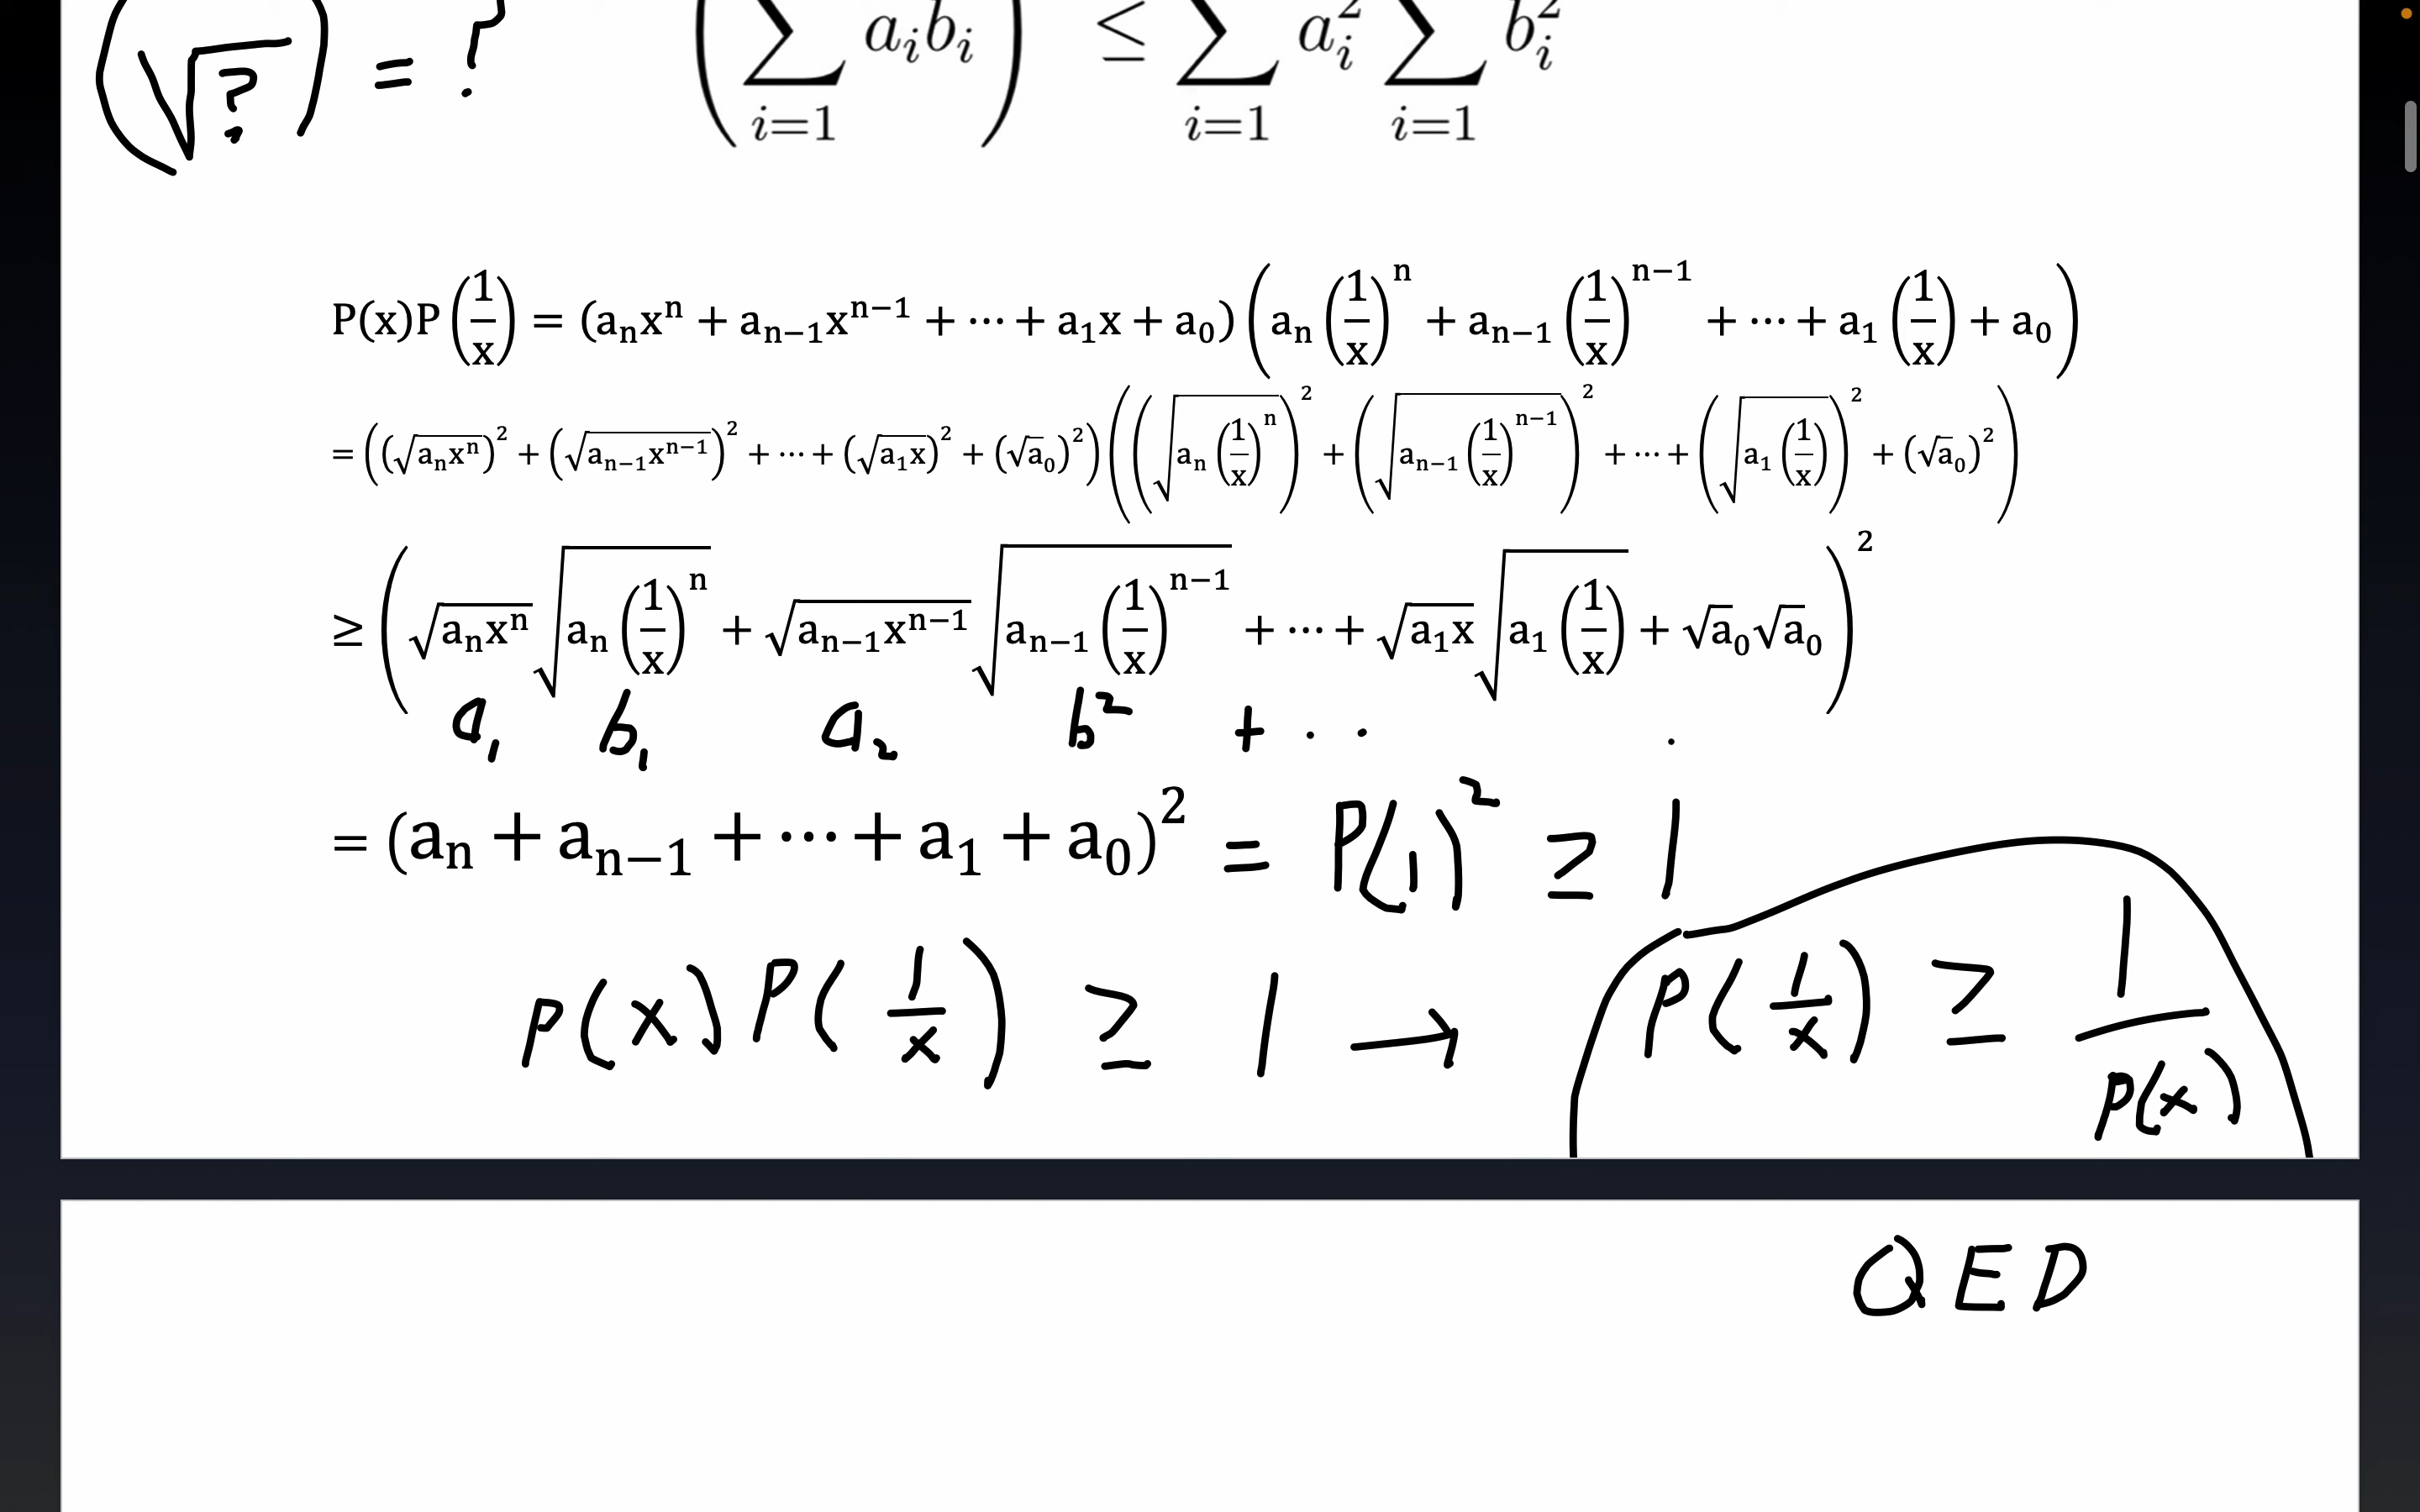 (√?) = ? (∑_{i=1} a_i b_i) ≤ ∑_{i=1} a_i^2 ∑_{i=1} b_i^2
P(x)P(1/x) = (a_n x^n + a_{n−1}x^{n−1} + ⋯ + a_1 x + a_0)(a_n(1/x)^n + a_{n−1}(1/x)^{n−1} + ⋯ + a_1(1/x) + a_0)
= ((√(a_n x^n))^2 + (√(a_{n−1}x^{n−1}))^2 + ⋯ + (√(a_1 x))^2 + (√a_0)^2)((√(a_n(1/x)^n))^2 + (√(a_{n−1}(1/x)^{n−1}))^2 + ⋯ + (√(a_1(1/x)))^2 + (√a_0)^2)
≥ (√(a_n x^n) √(a_n(1/x)^n) + √(a_{n−1}x^{n−1}) √(a_{n−1}(1/x)^{n−1}) + ⋯ + √(a_1 x) √(a_1(1/x)) + √a_0 √a_0)^2
a_1 b_1 a_2 b^2 + . . .
= (a_n + a_{n−1} + ⋯ + a_1 + a_0)^2 = P(1)^2 ≥ 1
P(x)P(1/x) ≥ 1 → P(1/x) ≥ 1/P(x)
QED